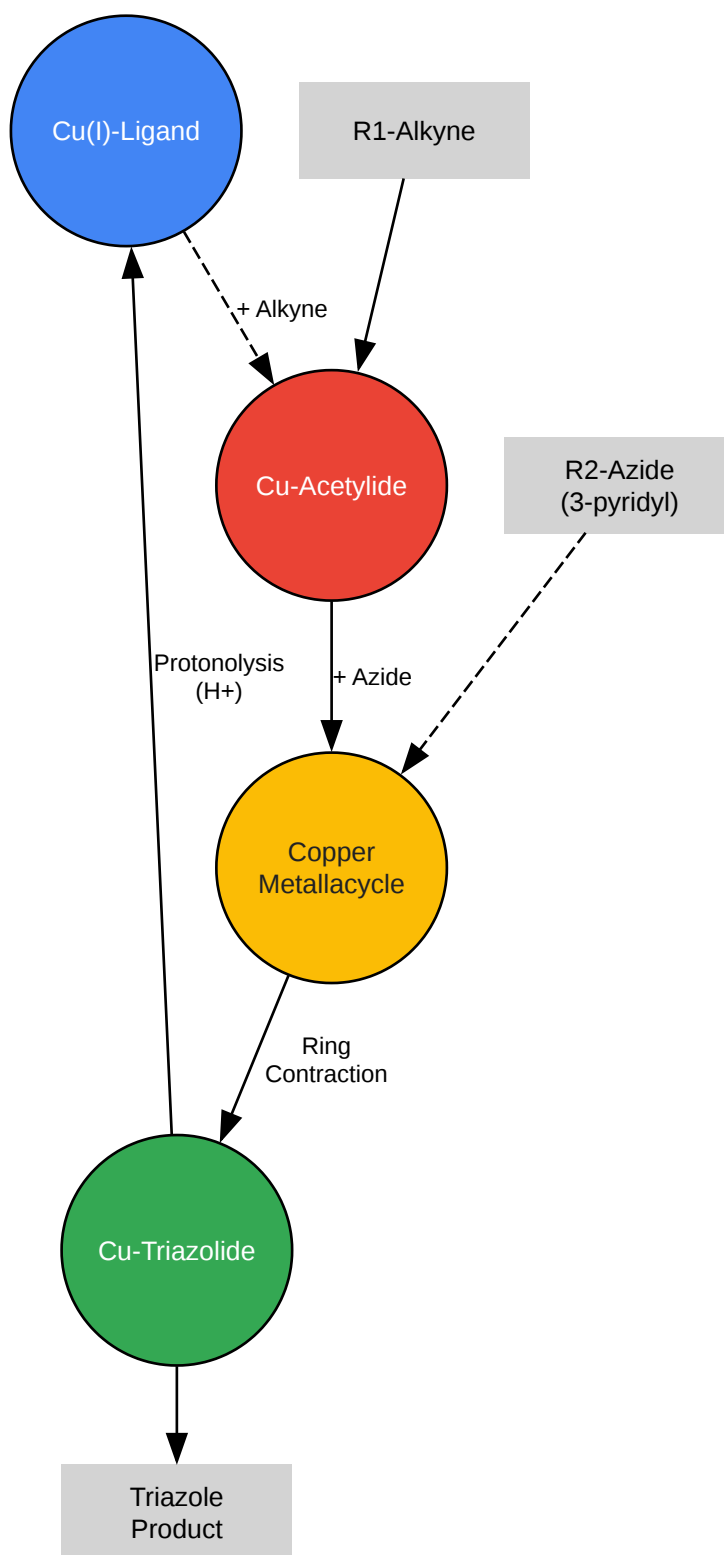 Cu(I)-Ligand
R1-Alkyne
+ Alkyne
Cu-Acetylide
R2-Azide
(3-pyridyl)
Protonolysis
(H+)
+ Azide
Copper
Metallacycle
Ring
Contraction
Cu-Triazolide
Triazole
Product